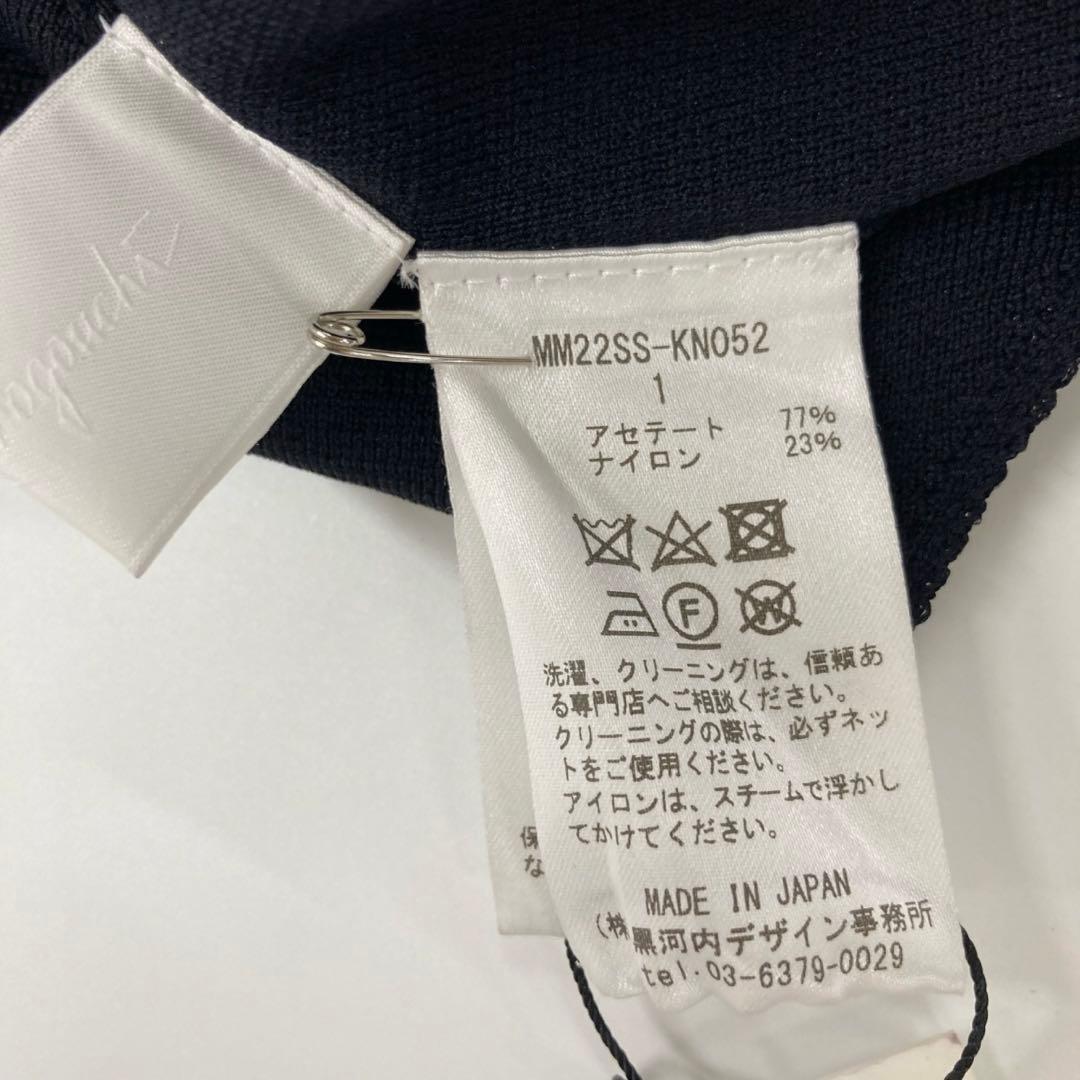 MM22SS-KN052
1
アセテート 77%
ナイロン 23%
F
W
洗濯、クリーニングは、信頼あ
る専門店へご相談ください。
クリーニングの際は、必ずネッ
トをご使用ください。
アイロンは、スチームで浮かし
てかけてください。
保
な
MADE IN JAPAN
(株)黒河内デザイン事務所
tel・03-6379-0029